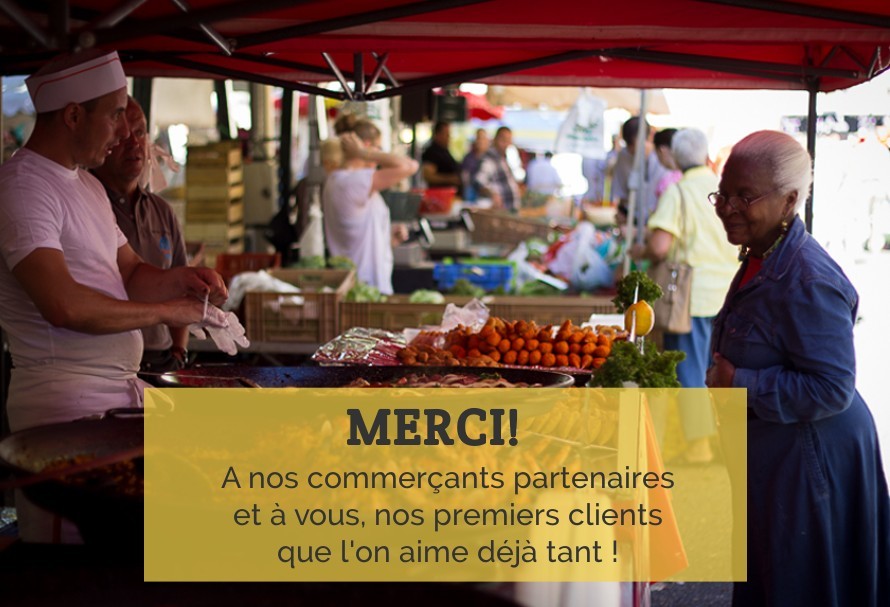 MERCI!
A nos commerçants partenaires
et à vous, nos premiers clients
que l'on aime déjà tant !